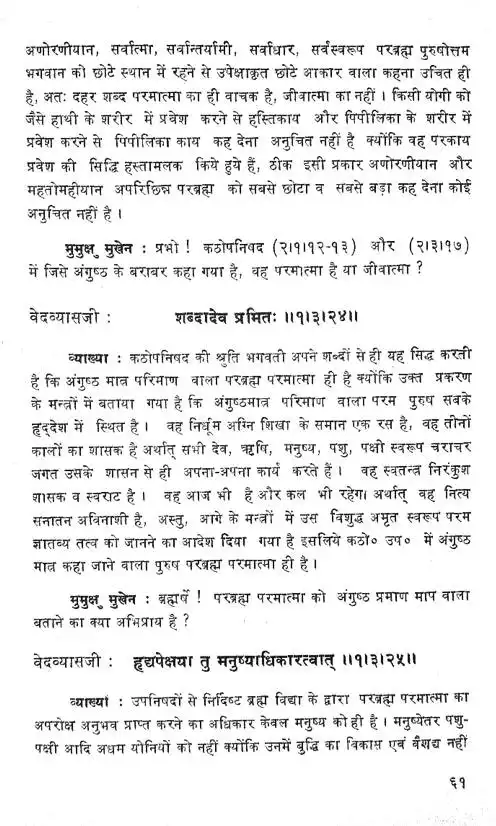 अणोरणीयान, सर्वात्मा, सर्वान्तर्यामी, सर्वाधार, सर्वस्वरूप परब्रह्म पुरुषोत्तम
भगवान को छोटे स्थान में रहने से उपेक्षाकृत छोटे आकार वाला कहना उचित ही
है, अतः दहर शब्द परमात्मा का ही वाचक है, जीवात्मा का नहीं । किसी योगी को
जैसे हाथी के शरीर में प्रवेश करने से हस्तिकाय और पिपीलिका के शरीर में
प्रवेश करने से पिपीलिका काय कह देना अनुचित नहीं है क्योंकि वह परकाय
प्रवेश की सिद्धि हस्तामलक किये हुये हैं, ठीक इसी प्रकार अणोरणीयान और
महतोमहीयान अपरिछिन्न परब्रह्म को सबसे छोटा व सबसे बड़ा कह देना कोई
अनुचित नहीं है ।
मुमुक्षु मुखेन : प्रभो ! कठोपनिषद (२।१।१२-१३) और (२।३।१७)
में जिसे अंगुष्ठ के बराबर कहा गया है, वह परमात्मा है या जीवात्मा ?
वेदव्यासजी : शब्दादेव प्रमितः ॥१।३।२४॥
व्याख्या : कठोपनिषद की श्रुति भगवती अपने शब्दों से ही यह सिद्ध करती
है कि अंगुष्ठ मात्र परिमाण वाला परब्रह्म परमात्मा ही है क्योंकि उक्त प्रकरण
के मन्त्रों में बताया गया है कि अंगुष्ठमात्र परिमाण वाला परम पुरुष सबके
हृद्देश में स्थित है । वह निर्धूम अग्नि शिखा के समान एक रस है, वह तीनों
कालों का शासक है अर्थात् सभी देव, ऋषि, मनुष्य, पशु, पक्षी स्वरूप चराचर
जगत उसके शासन से ही अपना-अपना कार्य करते हैं । वह स्वतन्त्र निरंकुश
शासक व स्वराट है । वह आज भी है और कल भी रहेगा अर्थात् वह नित्य
सनातन अविनाशी है, अस्तु, आगे के मन्त्रों में उस विशुद्ध अमृत स्वरूप परम
ज्ञातव्य तत्व को जानने का आदेश दिया गया है इसलिये कठो० उप० में अंगुष्ठ
मात्र कहा जाने वाला पुरुष परब्रह्म परमात्मा ही है ।
मुमुक्षु मुखेन : ब्रह्मर्षे ! परब्रह्म परमात्मा को अंगुष्ठ प्रमाण माप वाला
बताने का क्या अभिप्राय है ?
वेदव्यासजी : हृद्यपेक्षया तु मनुष्याधिकारत्वात् ॥१।३।२५॥
व्याख्या : उपनिषदों से निर्दिष्ट ब्रह्म विद्या के द्वारा परब्रह्म परमात्मा का
अपरोक्ष अनुभव प्राप्त करने का अधिकार केवल मनुष्य को ही है । मनुष्येतर पशु-
पक्षी आदि अधम योनियों को नहीं क्योंकि उनमें बुद्धि का विकास एवं वैशद्य नहीं
६१